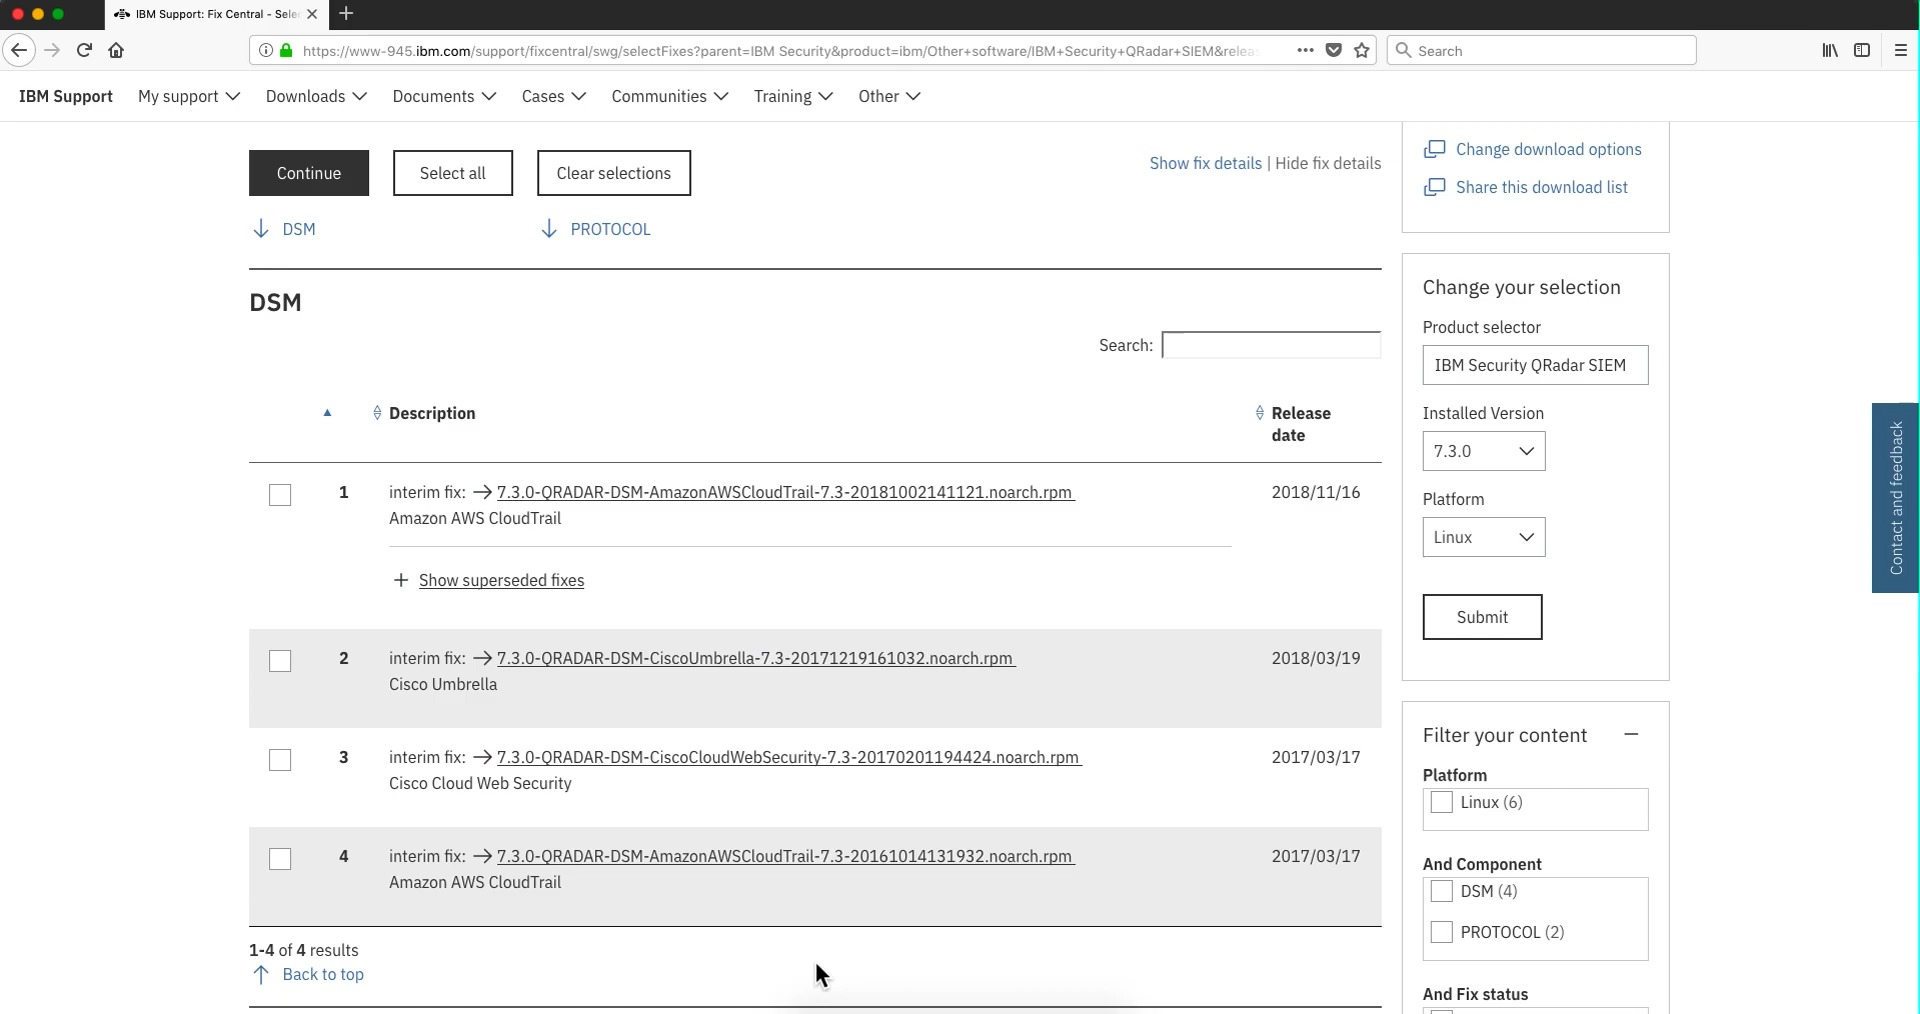 IBM Support: Fix Central - Sele
https://www-945.ibm.com/support/fixcentral/swg/selectFixes?parent=IBM Security&product=ibm/Other+software/IBM+Security+QRadar+SIEM&relea
Search
IBM Support My support Downloads Documents Cases Communities Training Other
Continue Select all Clear selections
Show fix details | Hide fix details
DSM PROTOCOL
DSM
Search:
Description Release date
1 interim fix: → 7.3.0-QRADAR-DSM-AmazonAWSCloudTrail-7.3-20181002141121.noarch.rpm 2018/11/16
Amazon AWS CloudTrail
+ Show superseded fixes
2 interim fix: → 7.3.0-QRADAR-DSM-CiscoUmbrella-7.3-20171219161032.noarch.rpm 2018/03/19
Cisco Umbrella
3 interim fix: → 7.3.0-QRADAR-DSM-CiscoCloudWebSecurity-7.3-20170201194424.noarch.rpm 2017/03/17
Cisco Cloud Web Security
4 interim fix: → 7.3.0-QRADAR-DSM-AmazonAWSCloudTrail-7.3-20161014131932.noarch.rpm 2017/03/17
Amazon AWS CloudTrail
1-4 of 4 results
Back to top
Change download options
Share this download list
Change your selection
Product selector
IBM Security QRadar SIEM
Installed Version
7.3.0
Platform
Linux
Submit
Filter your content
Platform
Linux (6)
And Component
DSM (4)
PROTOCOL (2)
And Fix status
Contact and feedback